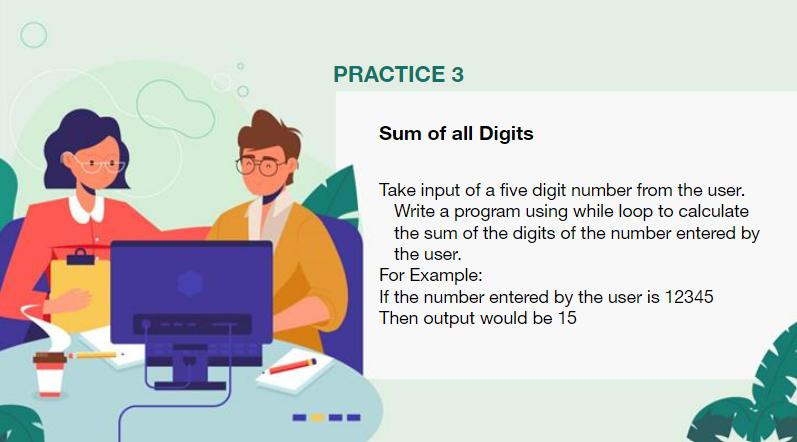 PRACTICE 3
Sum of all Digits
Take input of a five digit number from the user.
Write a program using while loop to calculate
the sum of the digits of the number entered by
the user.
For Example:
If the number entered by the user is 12345
Then output would be 15